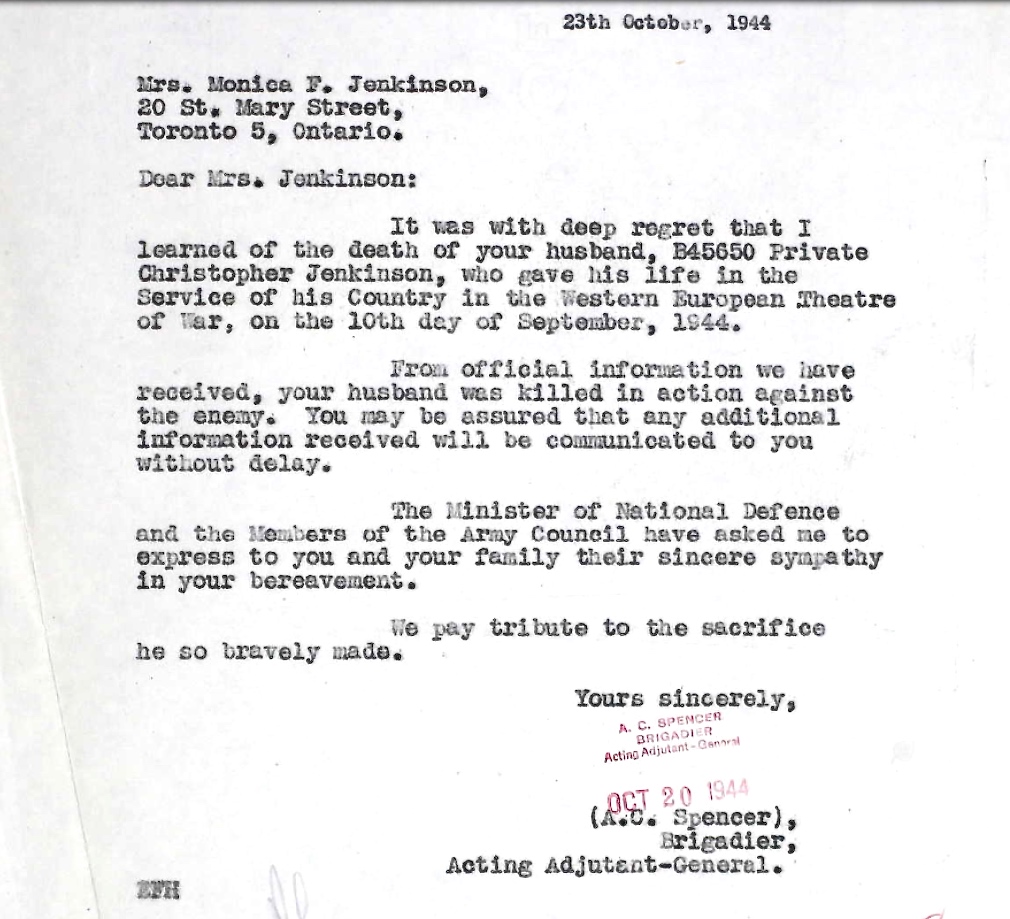 23th October, 1944
Mrs. Monica F. Jenkinson,
20 St. Mary Street,
Toronto 5, Ontario.
Dear Mrs. Jenkinson:
It was with deep regret that I
learned of the death of your husband, B45650 Private
Christopher Jenkinson, who gave his life in the
Service of his Country in the Western European Theatre
of War, on the 10th day of September, 1944.
From official information we have
received, your husband was killed in action against
the enemy. You may be assured that any additional
information received will be communicated to you
without delay.
The Minister of National Defence
and the Members of the Army Council have asked me to
express to you and your family their sincere sympathy
in your bereavement.
We pay tribute to the sacrifice
he so bravely made.
Yours sincerely,
A. C. SPENCER
BRIGADIER
Acting Adjutant-General
OCT 20 1944
(A.C. Spencer),
Brigadier,
Acting Adjutant-General.